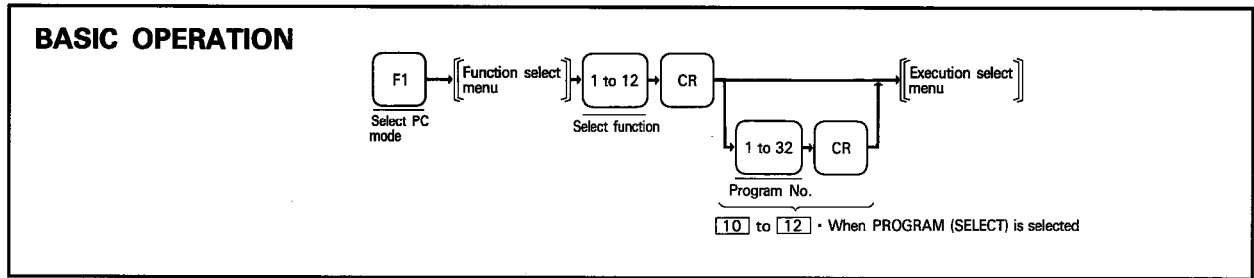 BASIC OPERATION
F1
Select PC
mode
Function select
menu
1 to 12
Select function
CR
Execution select
menu
1 to 32
CR
Program No.
10 to 12 · When PROGRAM (SELECT) is selected